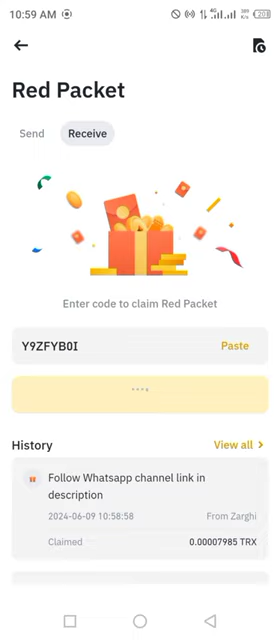 10:59 AM
4G
Red Packet
Send Receive
Enter code to claim Red Packet
Y9ZFYB0I Paste
History View all
Follow Whatsapp channel link in
description
2024-06-09 10:58:58 From Zarghi
Claimed 0.00007985 TRX